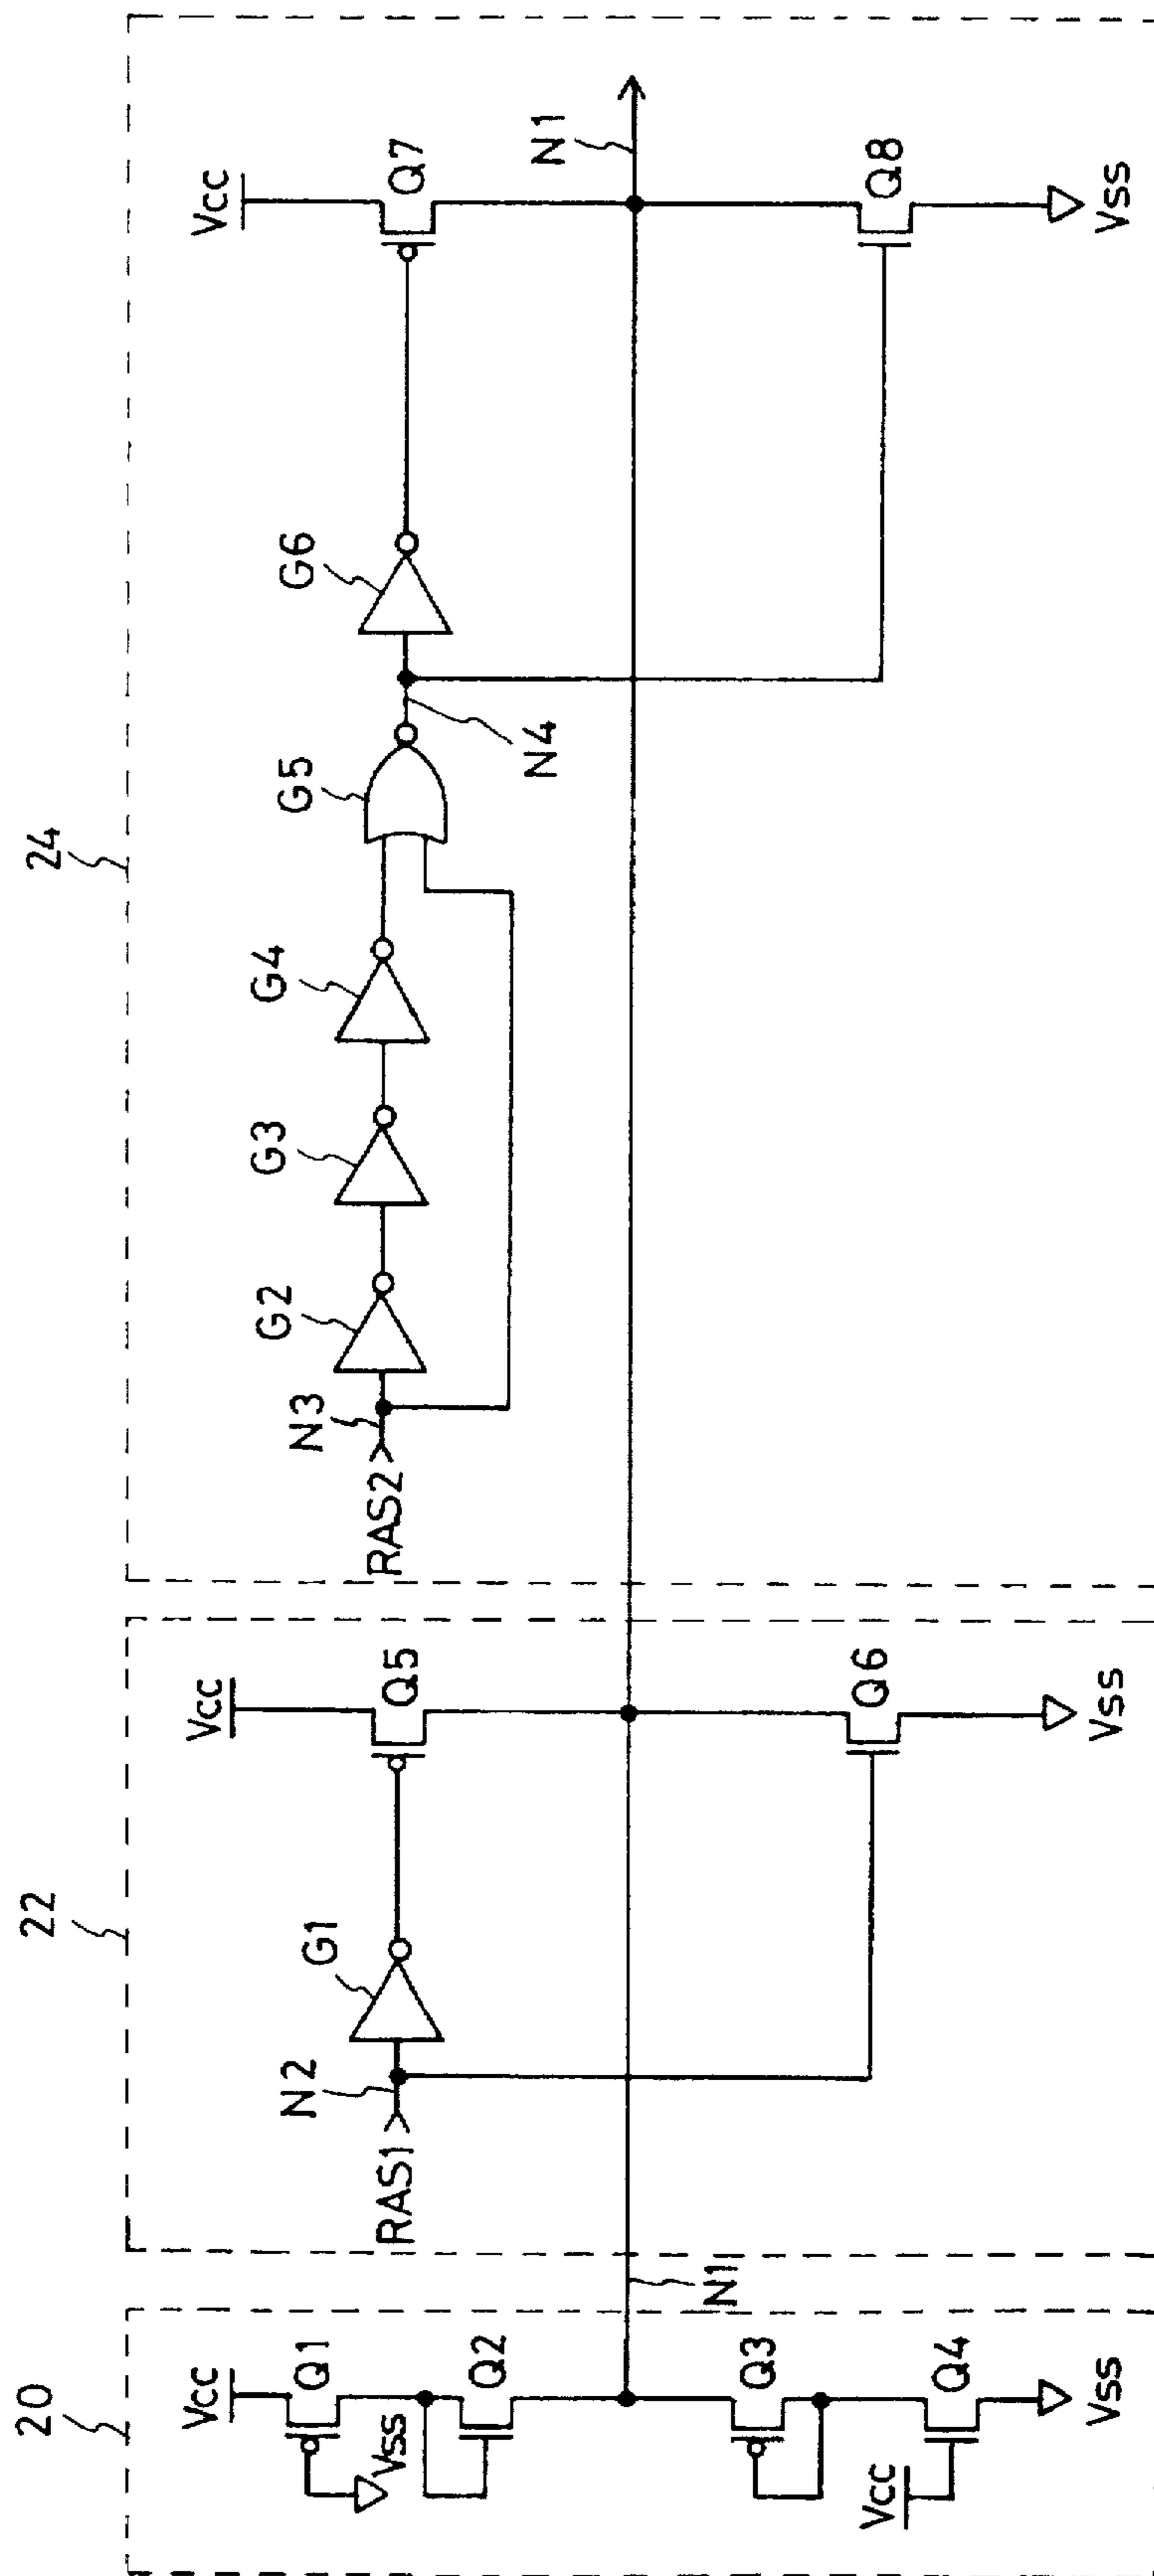 20
22
24
Vcc
Q1
Vss
Q2
N1
Q3
Vcc
Q4
Vss
Vcc
G1
Q5
N2
RAS1
Q6
Vss
Vcc
RAS2
N3
G2
G3
G4
G5
N4
G6
Q7
N1
Q8
Vss